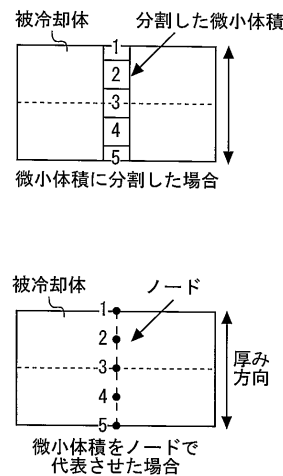 被冷却体
分割した微小体積
1
2
3
4
5
微小体積に分割した場合
被冷却体
ノード
1
2
3
4
5
厚み
方向
微小体積をノードで
代表させた場合